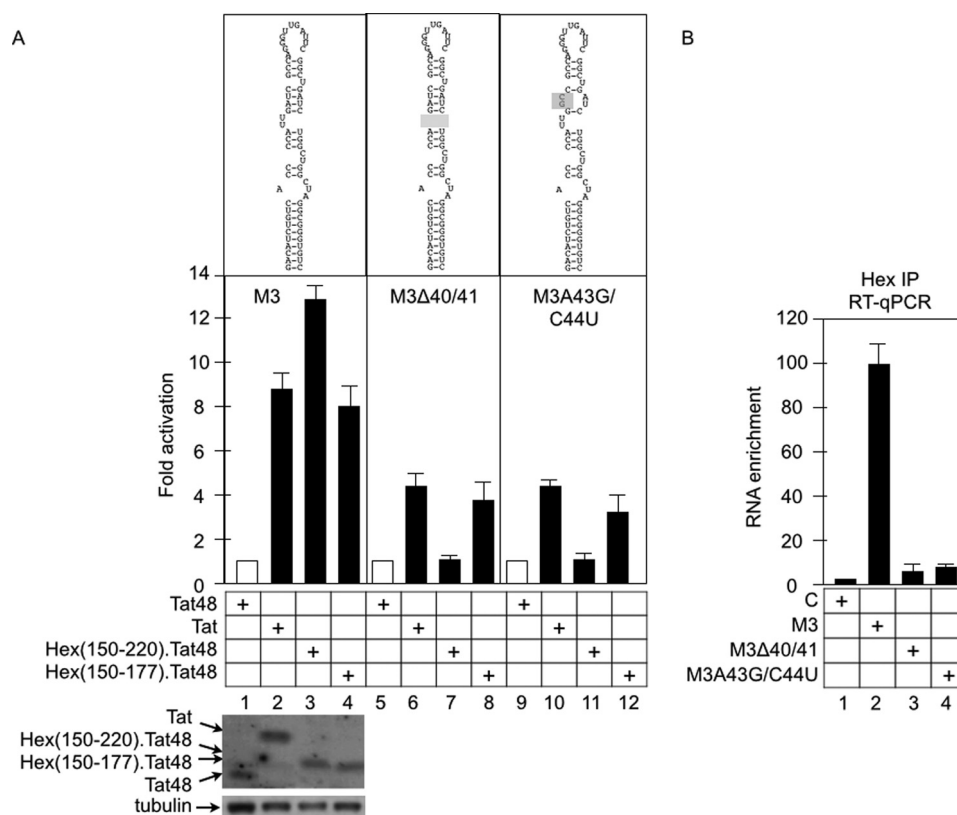 A
B
14
12
10
8
6
4
2
0
Fold activation
M3
M3Δ40/41
M3A43G/
C44U
Tat48 + + +
Tat + + +
Hex(150-220).Tat48 + + +
Hex(150-177).Tat48 + + +
1 2 3 4 5 6 7 8 9 10 11 12
Tat
Hex(150-220).Tat48
Hex(150-177).Tat48
Tat48
tubulin
Hex IP
RT-qPCR
120
100
80
60
40
20
0
RNA enrichment
C +
M3 +
M3Δ40/41 +
M3A43G/C44U +
1 2 3 4